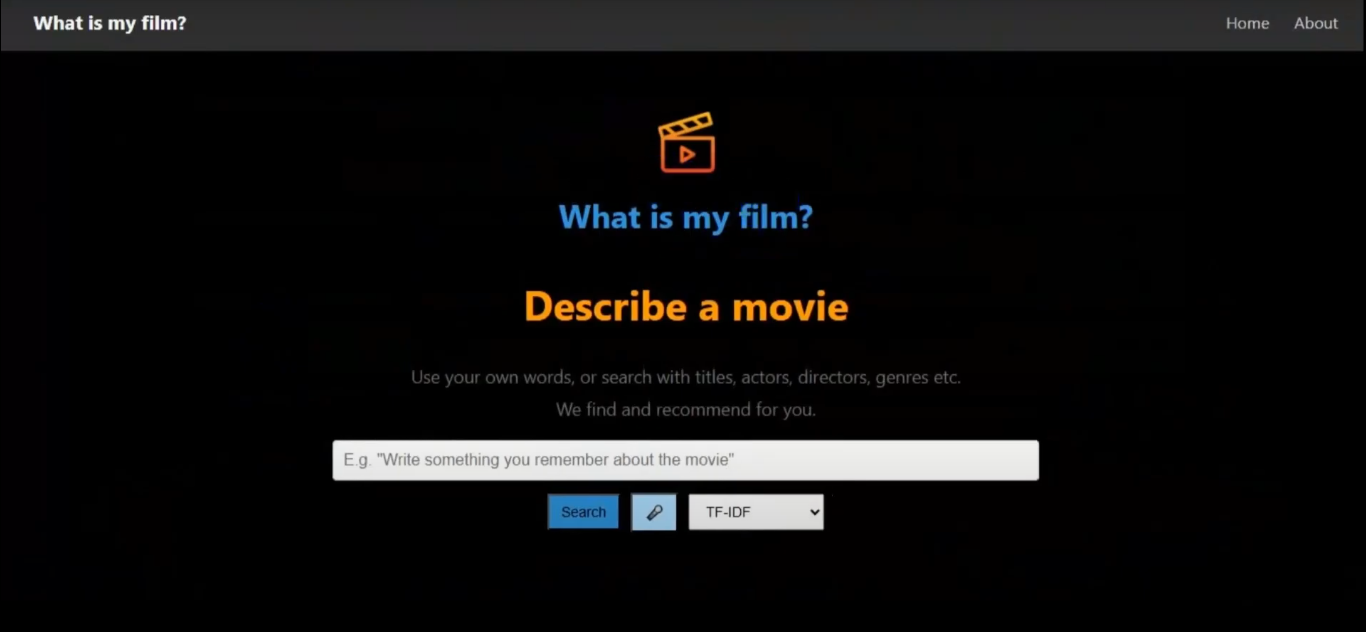 What is my film?
Home
About
What is my film?
Describe a movie
Use your own words, or search with titles, actors, directors, genres etc.
We find and recommend for you.
E.g. "Write something you remember about the movie"
Search
TF-IDF